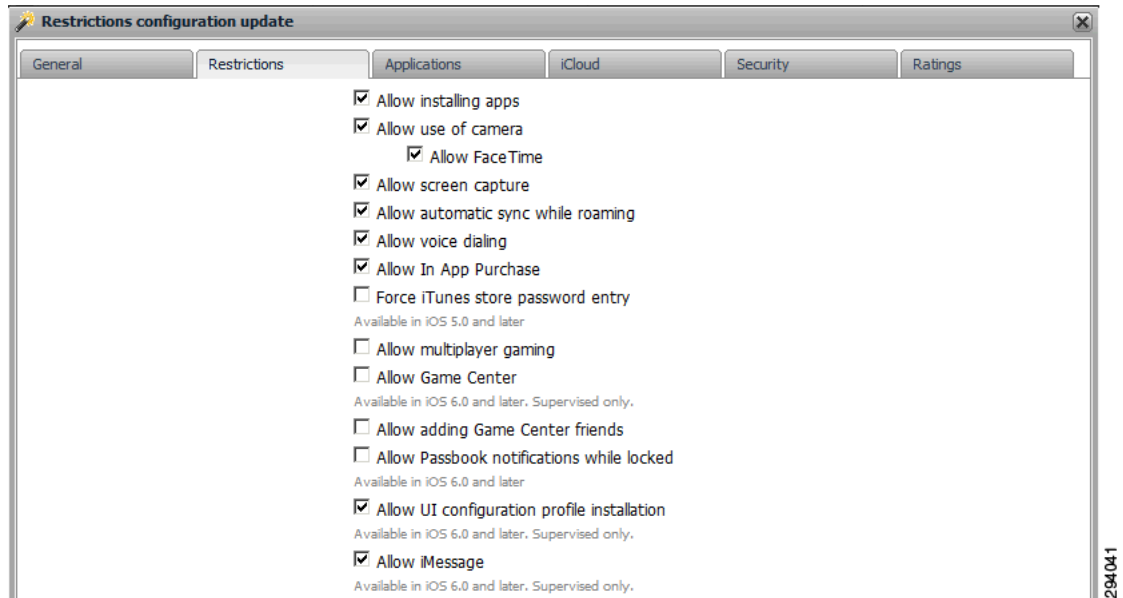 Restrictions configuration update
General Restrictions Applications iCloud Security Ratings
Allow installing apps
Allow use of camera
Allow FaceTime
Allow screen capture
Allow automatic sync while roaming
Allow voice dialing
Allow In App Purchase
Force iTunes store password entry
Available in iOS 5.0 and later
Allow multiplayer gaming
Allow Game Center
Available in iOS 6.0 and later. Supervised only.
Allow adding Game Center friends
Allow Passbook notifications while locked
Available in iOS 6.0 and later
Allow UI configuration profile installation
Available in iOS 6.0 and later. Supervised only.
Allow iMessage
Available in iOS 6.0 and later. Supervised only.
294041